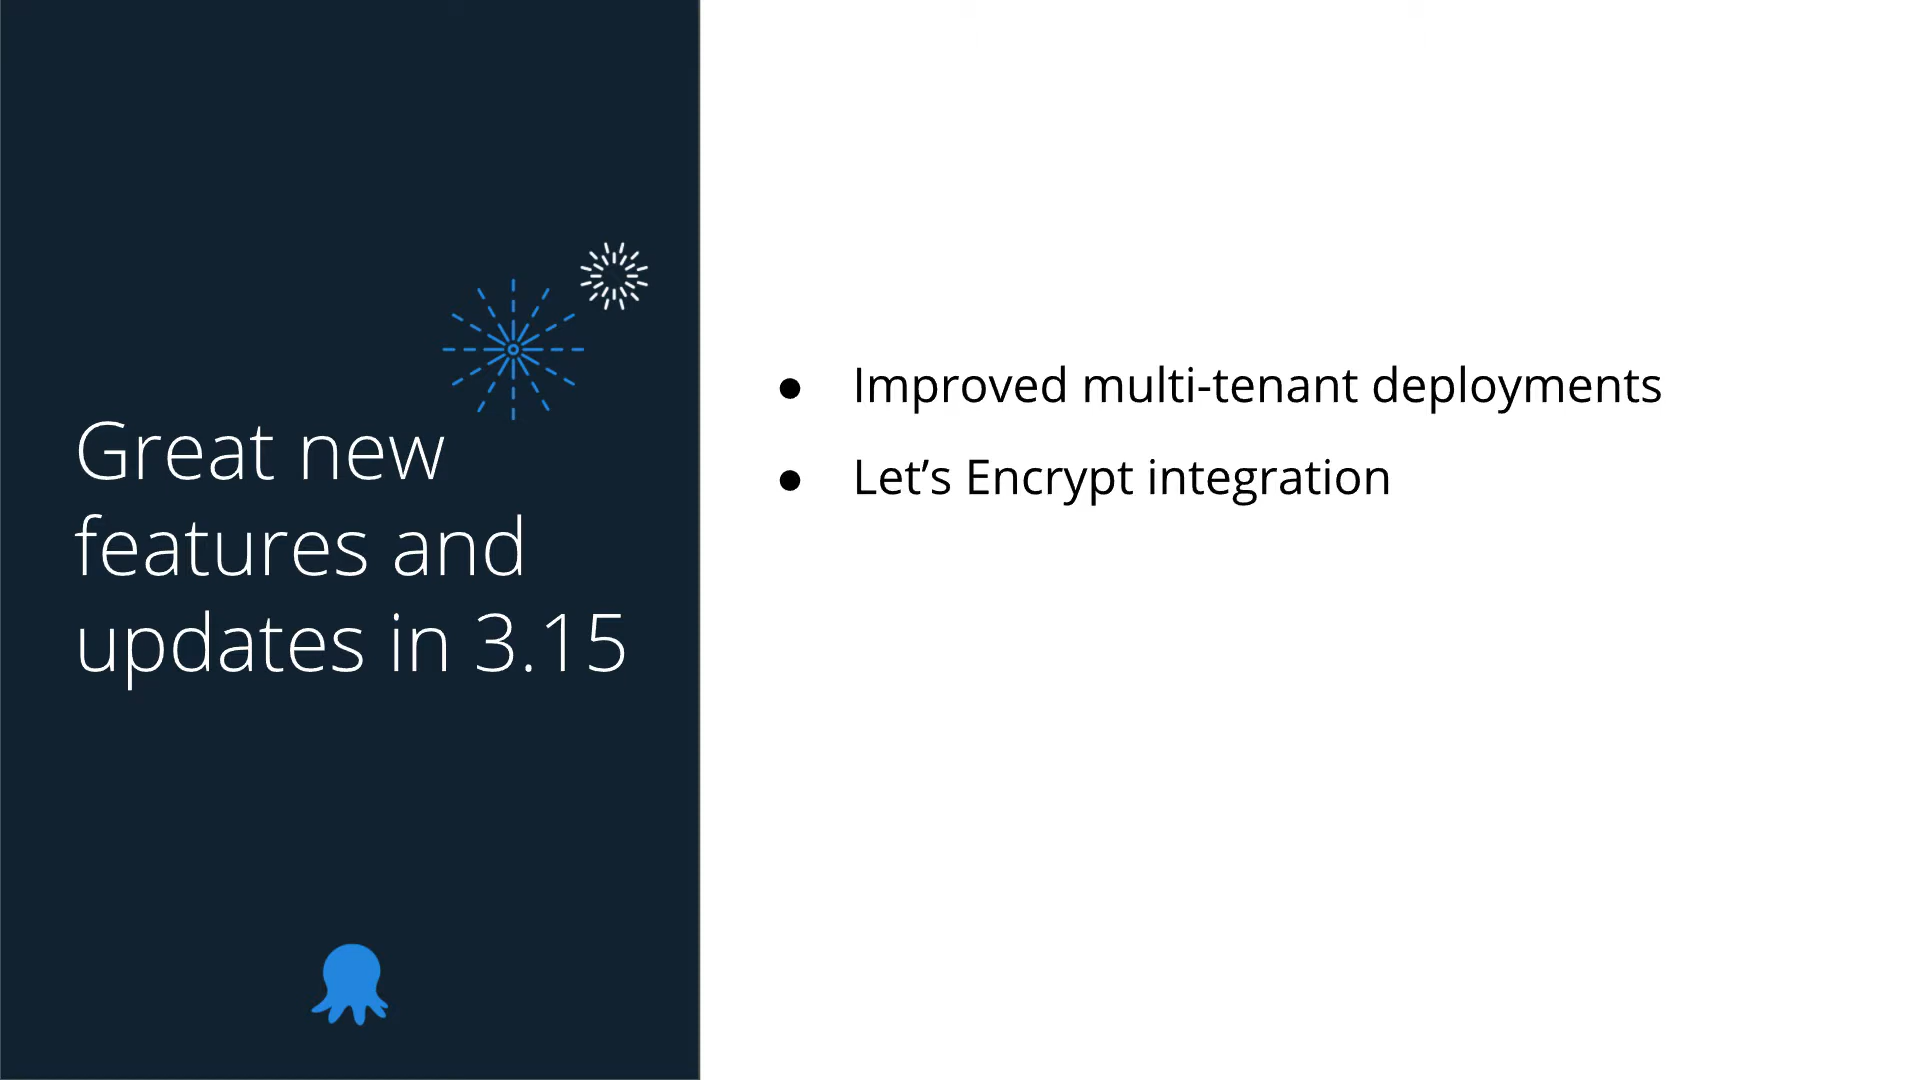 Great new
features and
updates in 3.15
● Improved multi-tenant deployments
● Let’s Encrypt integration